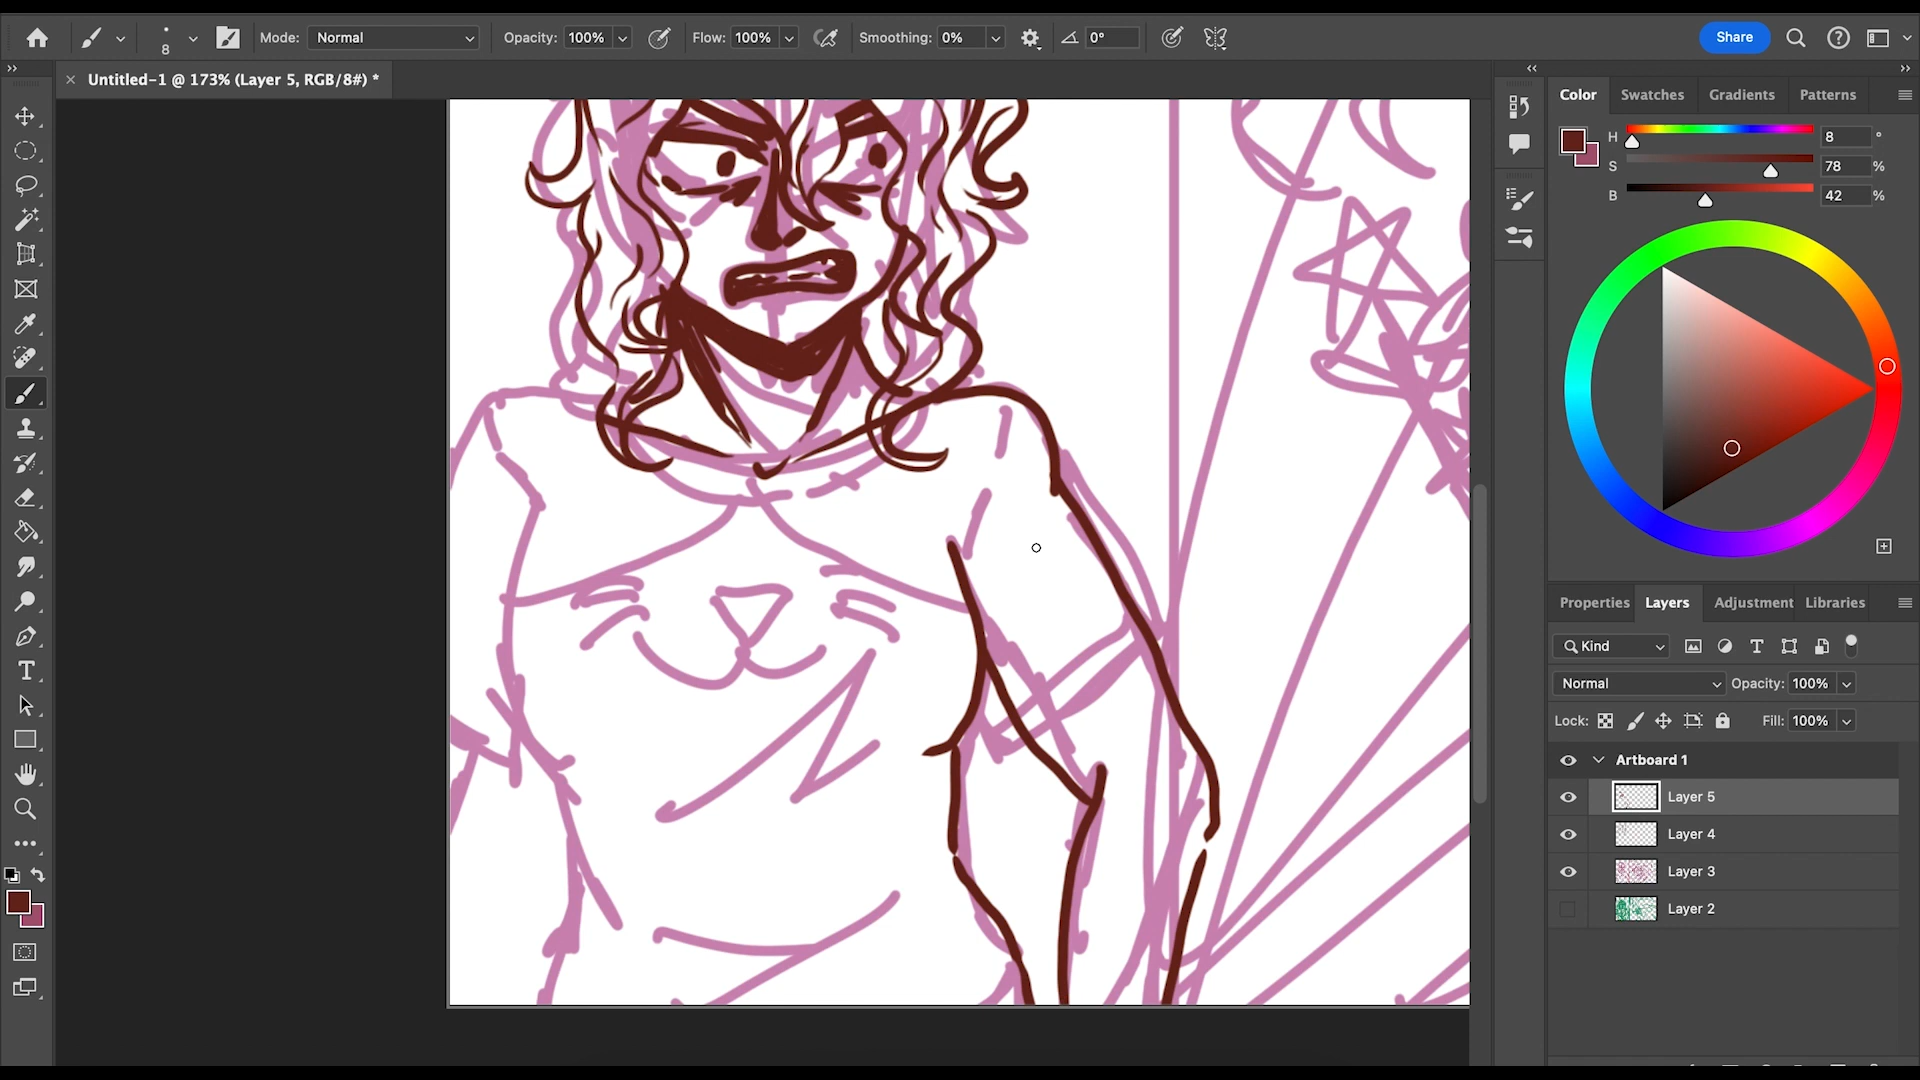 8 Mode: Normal Opacity: 100% Flow: 100% Smoothing: 0% 0° Share
Untitled-1 @ 173% (Layer 5, RGB/8#) *
Color Swatches Gradients Patterns
H 8 °
S 78 %
B 42 %
Properties Layers Adjustment Libraries
Kind
Normal Opacity: 100%
Lock: Fill: 100%
Artboard 1
Layer 5
Layer 4
Layer 3
Layer 2